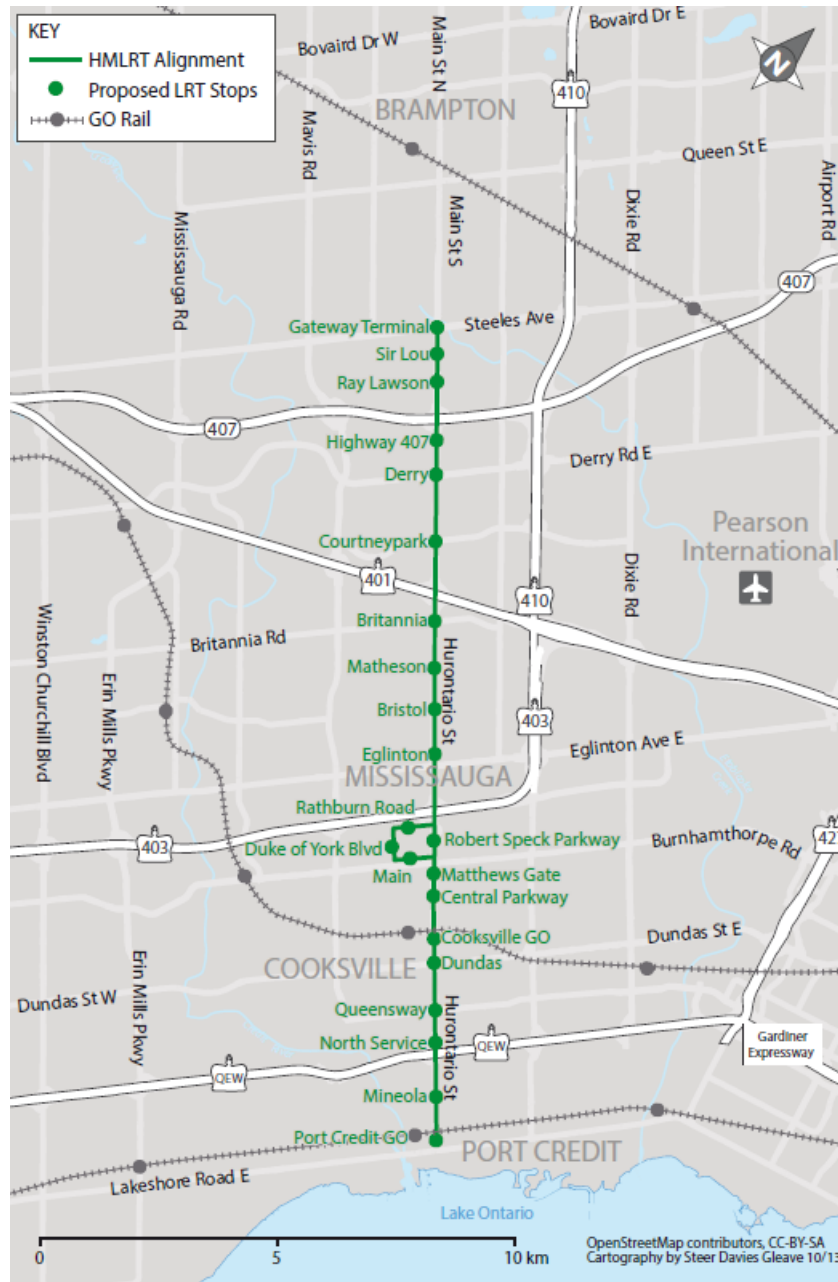 KEY
HMLRT Alignment
Proposed LRT Stops
GO Rail
Bovaird Dr W
Main St N
Bovaird Dr E
N
410
BRAMPTON
Mavis Rd
Queen St E
Mississauga Rd
Main St S
Dixie Rd
Airport Rd
407
Gateway Terminal
Steeles Ave
Sir Lou
Ray Lawson
407
Highway 407
Derry
Derry Rd E
Courtneypark
Pearson
International
401
410
Dixie Rd
Winston Churchill Blvd
Britannia
Britannia Rd
Erin Mills Pkwy
Matheson
Hurontario St
Bristol
403
Eglinton
Eglinton Ave E
MISSISSAUGA
Rathburn Road
403
Duke of York Blvd
Robert Speck Parkway
Burnhamthorpe Rd
427
Main
Matthews Gate
Central Parkway
Cooksville GO
Dundas St E
COOKSVILLE
Dundas
Erin Mills Pkwy
Dundas St W
Queensway
Hurontario St
North Service
QEW
Gardiner
Expressway
QEW
Mineola
Port Credit GO
PORT CREDIT
Lakeshore Road E
Lake Ontario
0
5
10 km
OpenStreetMap contributors, CC-BY-SA
Cartography by Steer Davies Gleave 10/13